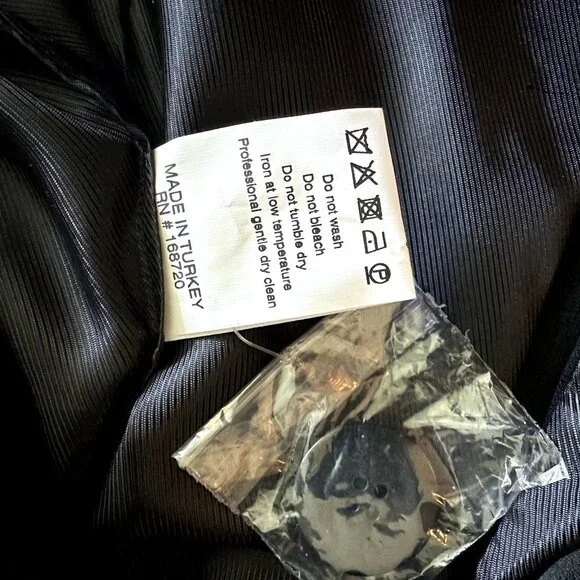 Do not wash
Do not bleach
Do not tumble dry
Iron at low temperature
Professional gentle dry clean
MADE IN TURKEY
RN # 168720